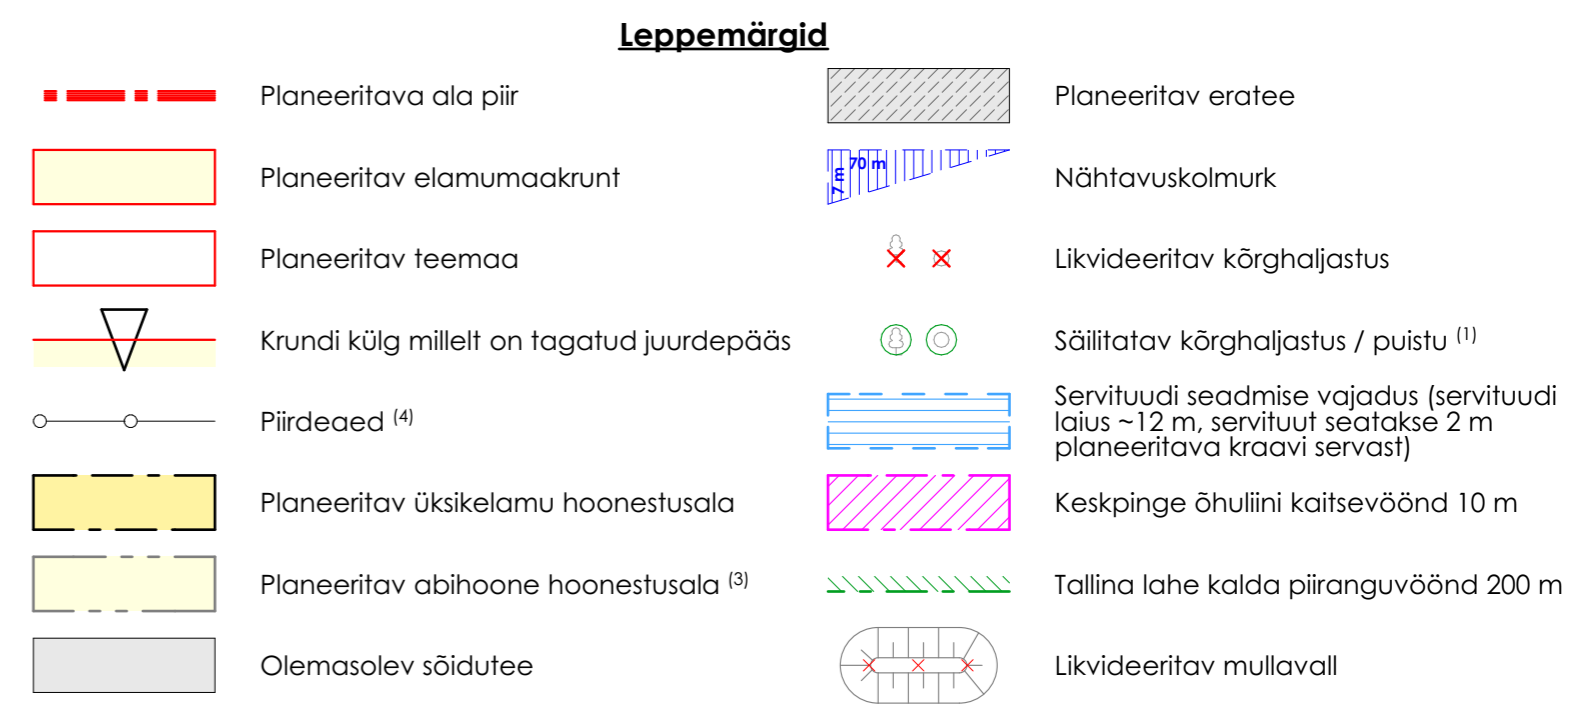 Leppemärgid
Planeeritava ala piir
Planeeritav elamumaakrunt
Planeeritav teemaa
Krundi külg millelt on tagatud juurdepääs
Piirdeaed (4)
Planeeritav üksikelamu hoonestusala
Planeeritav abihoone hoonestusala (3)
Olemasolev sõidutee
Planeeritav eratee
70 m
7 m
Nähtavuskolmurk
Likvideeritav kõrghaljastus
Säilitatav kõrghaljastus / puistu (1)
Servituudi seadmise vajadus (servituudi
laius ~12 m, servituut seatakse 2 m
planeeritava kraavi servast)
Keskpinge õhuliini kaitsevöönd 10 m
Tallina lahe kalda piiranguvöönd 200 m
Likvideeritav mullavall